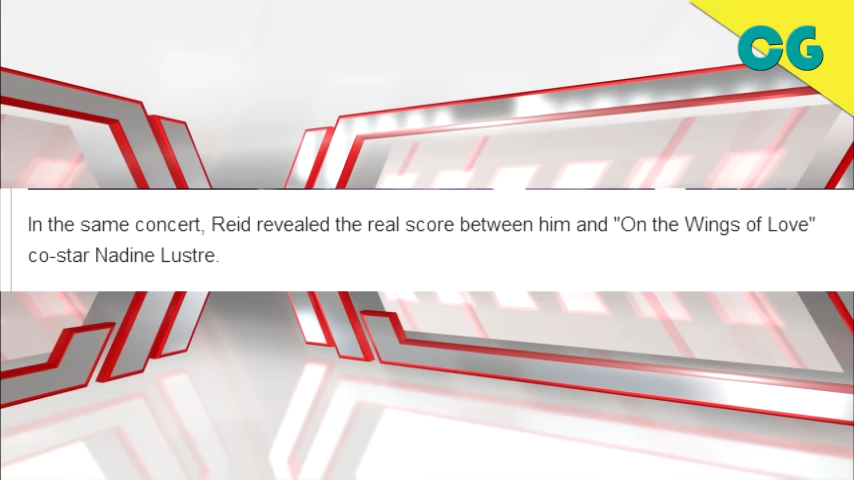 CG
In the same concert, Reid revealed the real score between him and "On the Wings of Love"
co-star Nadine Lustre.